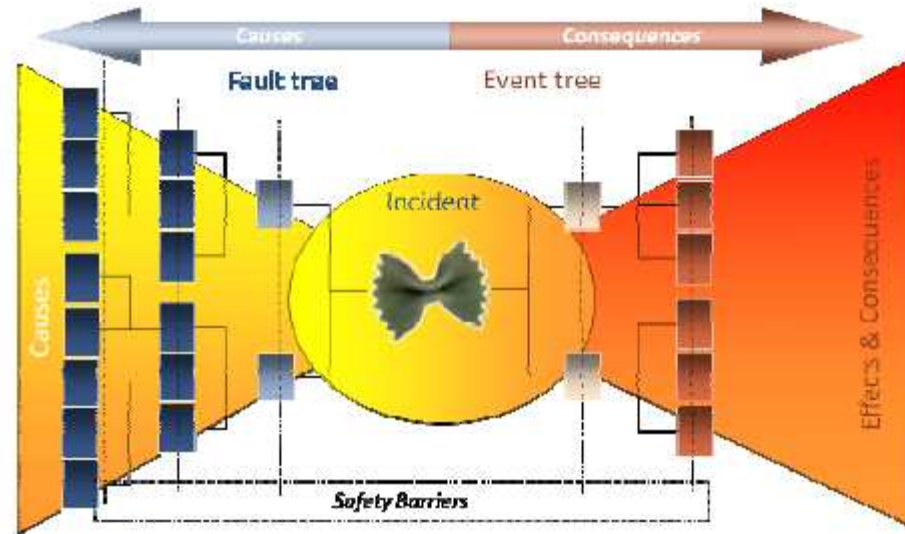 Causes
Consequences
Fault tree
Event tree
Incident
Causes
Effects & Consequences
Safety Barriers